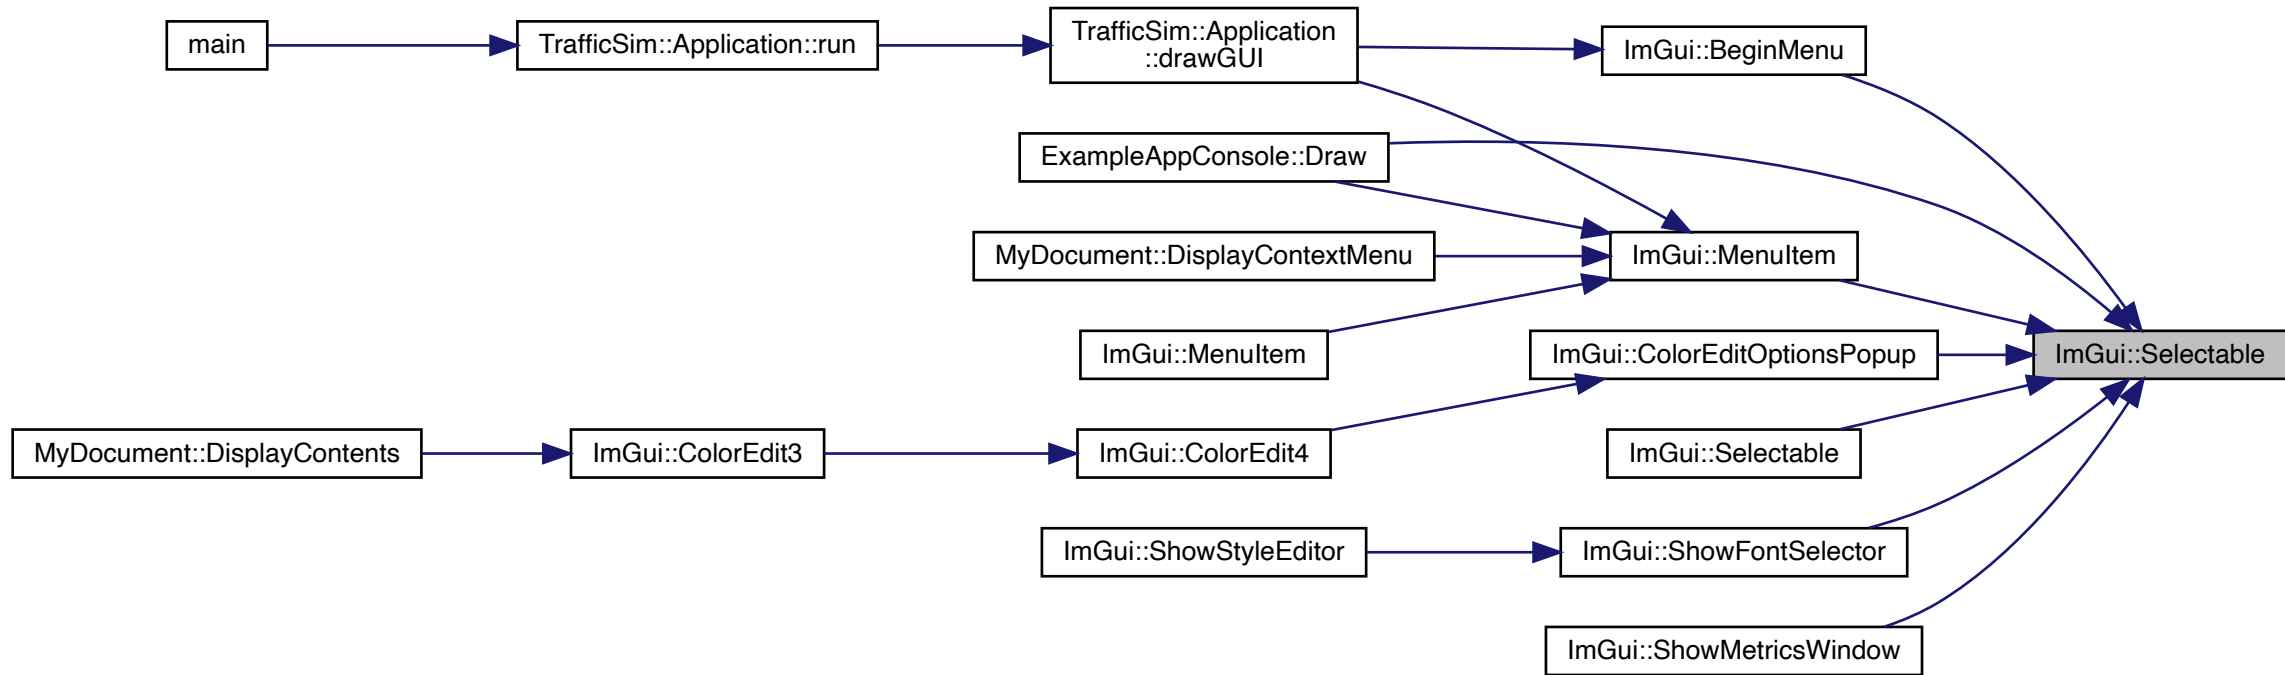 main
TrafficSim::Application::run
TrafficSim::Application
::drawGUI
ImGui::BeginMenu
ExampleAppConsole::Draw
MyDocument::DisplayContextMenu
ImGui::MenuItem
ImGui::MenuItem
ImGui::ColorEditOptionsPopup
ImGui::Selectable
MyDocument::DisplayContents
ImGui::ColorEdit3
ImGui::ColorEdit4
ImGui::Selectable
ImGui::ShowStyleEditor
ImGui::ShowFontSelector
ImGui::ShowMetricsWindow